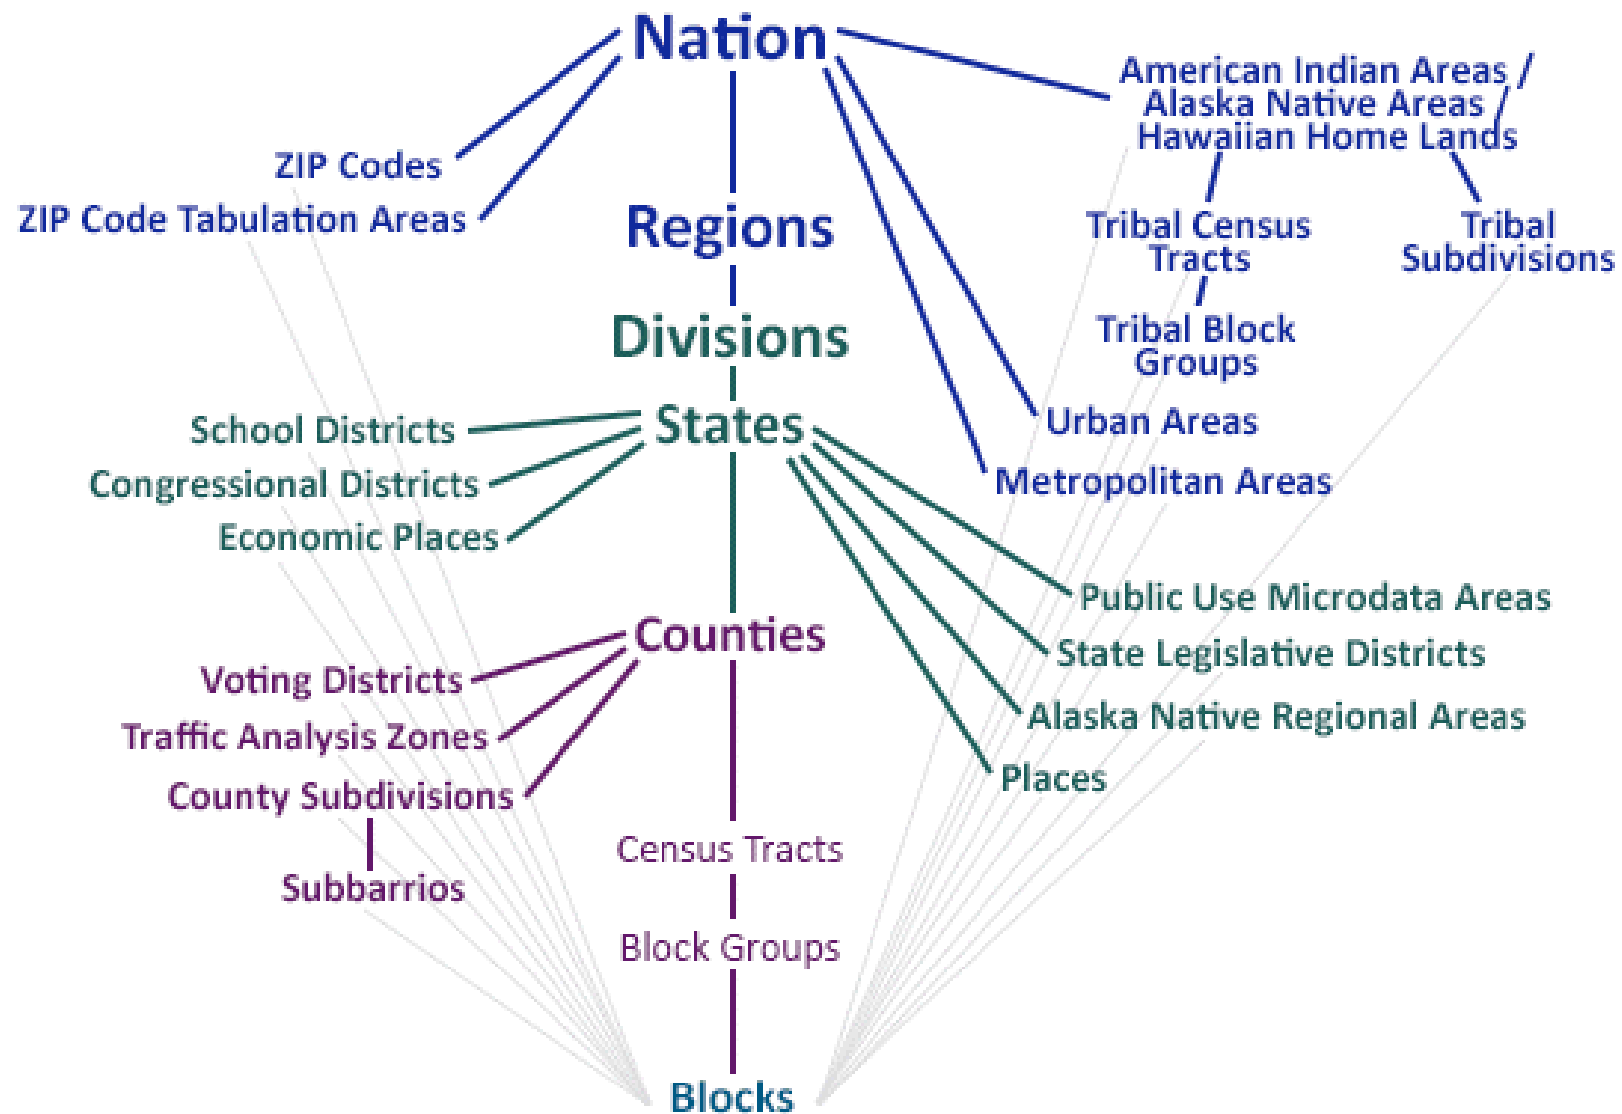 Nation
American Indian Areas /
Alaska Native Areas /
Hawaiian Home Lands
ZIP Codes
ZIP Code Tabulation Areas
Regions
Tribal Census
Tracts
Tribal
Subdivisions
Divisions
Tribal Block
Groups
States
Urban Areas
School Districts
Congressional Districts
Metropolitan Areas
Economic Places
Public Use Microdata Areas
Counties
State Legislative Districts
Voting Districts
Alaska Native Regional Areas
Traffic Analysis Zones
Places
County Subdivisions
Census Tracts
Subbarrios
Block Groups
Blocks